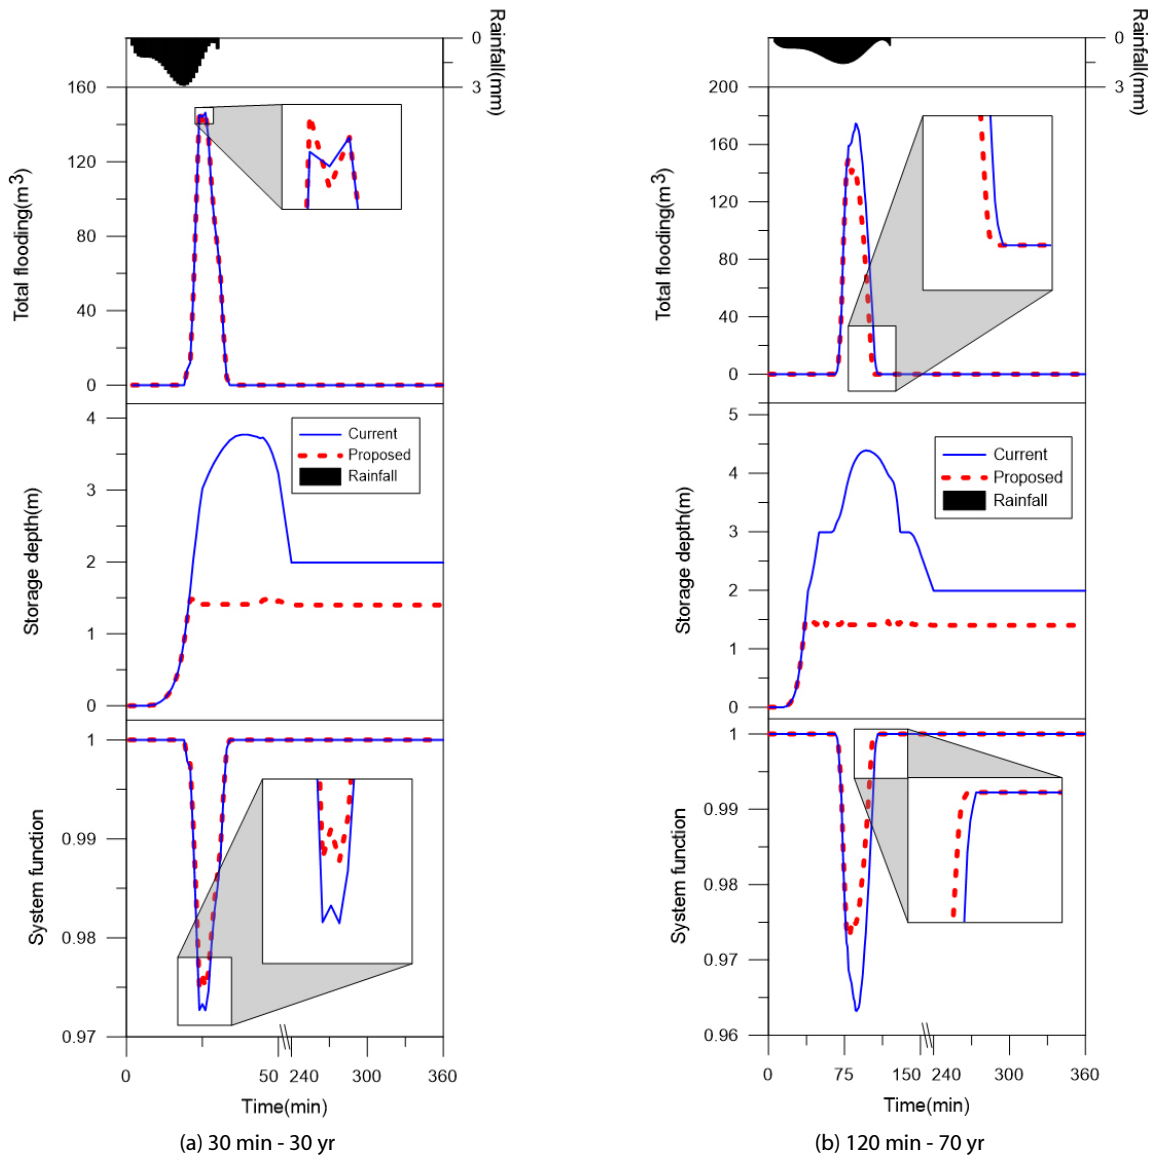 Rainfall(mm)
0
3
160
120
80
40
0
Total flooding(m³)
4
3
2
1
0
Storage depth(m)
Current
Proposed
Rainfall
1
0.99
0.98
0.97
System function
0 50 240 300 360
Time(min)
(a) 30 min - 30 yr
Rainfall(mm)
0
3
200
160
120
80
40
0
Total flooding(m³)
5
4
3
2
1
0
Storage depth(m)
Current
Proposed
Rainfall
1
0.99
0.98
0.97
0.96
System function
0 75 150 240 300 360
Time(min)
(b) 120 min - 70 yr